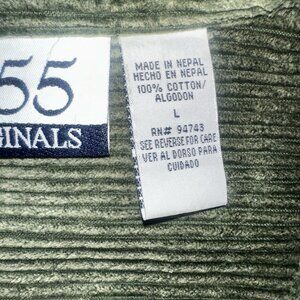 55
GINALS
MADE IN NEPAL
HECHO EN NEPAL
100% COTTON/
ALGODON
L
RN# 94743
SEE REVERSE FOR CARE
VER AL DORSO PARA
CUIDADO